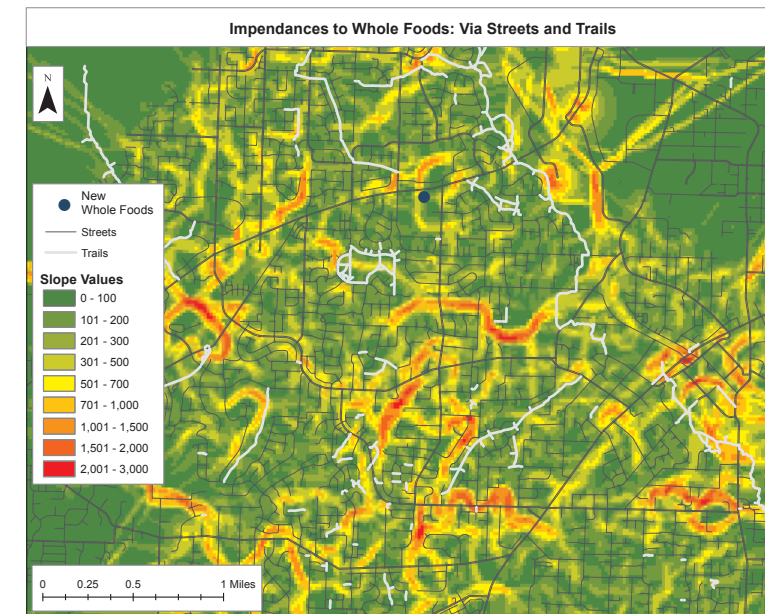 Impendances to Whole Foods: Via Streets and Trails
N
New
Whole Foods
Streets
Trails
Slope Values
0 - 100
101 - 200
201 - 300
301 - 500
501 - 700
701 - 1,000
1,001 - 1,500
1,501 - 2,000
2,001 - 3,000
0 0.25 0.5 1 Miles